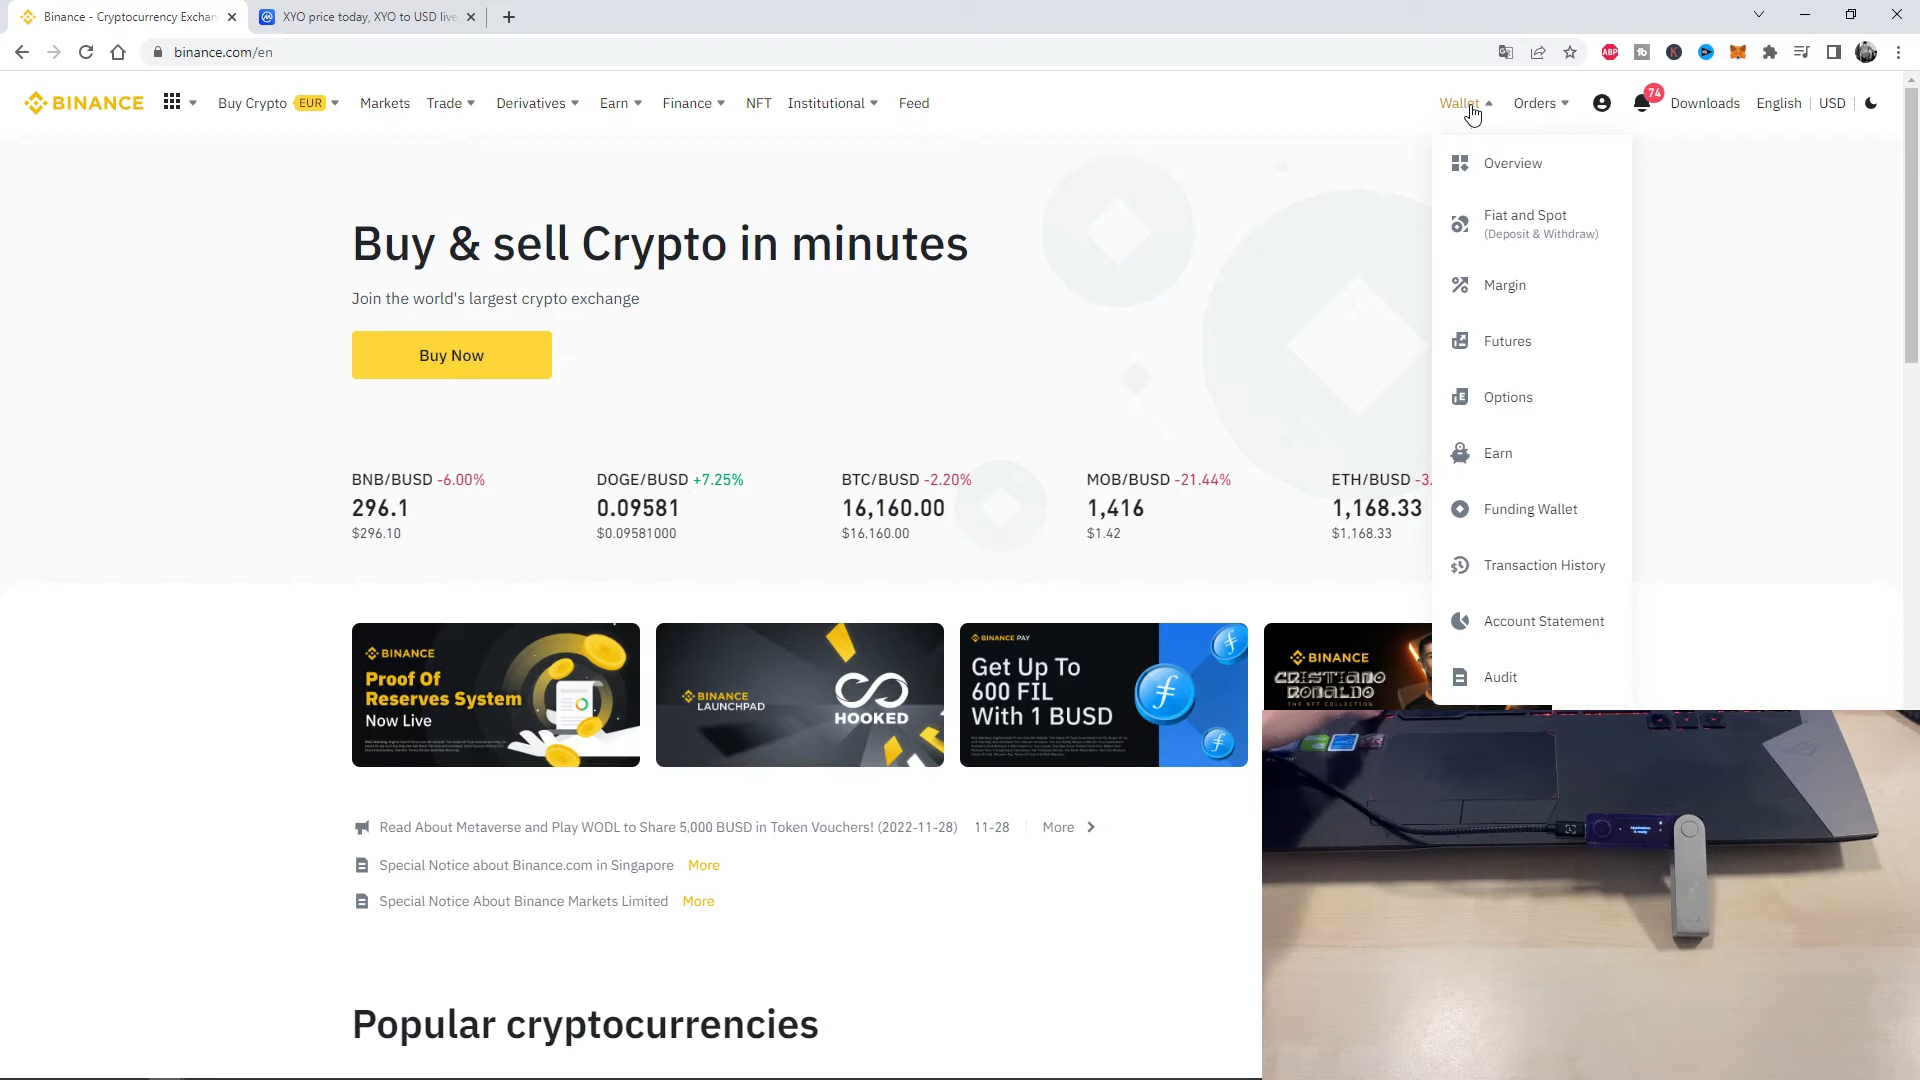 Binance - Cryptocurrency Exchan
XYO price today, XYO to USD live
binance.com/en
ABP
74
BINANCE
Buy Crypto EUR
Markets
Trade
Derivatives
Earn
Finance
NFT
Institutional
Feed
Wallet
Orders
Downloads
English
USD
Overview
Fiat and Spot
(Deposit & Withdraw)
Margin
Futures
Options
Earn
Funding Wallet
Transaction History
Account Statement
Audit
Buy & sell Crypto in minutes
Join the world's largest crypto exchange
Buy Now
BNB/BUSD -6.00%
296.1
$296.10
DOGE/BUSD +7.25%
0.09581
$0.09581000
BTC/BUSD -2.20%
16,160.00
$16,160.00
MOB/BUSD -21.44%
1,416
$1.42
ETH/BUSD -3.
1,168.33
$1,168.33
BINANCE
Proof Of
Reserves System
Now Live
BINANCE
LAUNCHPAD
HOOKED
BINANCE PAY
Get Up To
600 FIL
With 1 BUSD
BINANCE
CRISTIANO
RONALDO
THE NFT COLLECTION
Read About Metaverse and Play WODL to Share 5,000 BUSD in Token Vouchers! (2022-11-28) 11-28 More
Special Notice about Binance.com in Singapore More
Special Notice About Binance Markets Limited More
Popular cryptocurrencies
Application
is ready